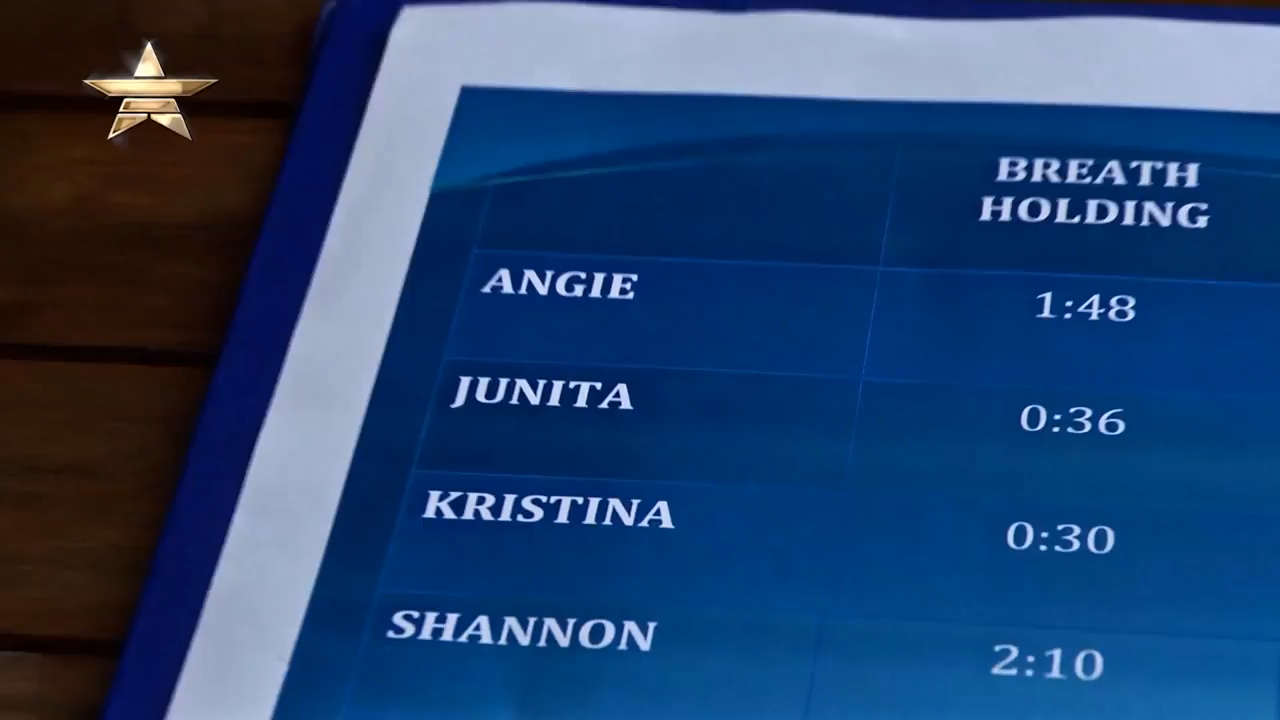 BREATH
HOLDING
ANGIE 1:48
JUNITA 0:36
KRISTINA 0:30
SHANNON 2:10